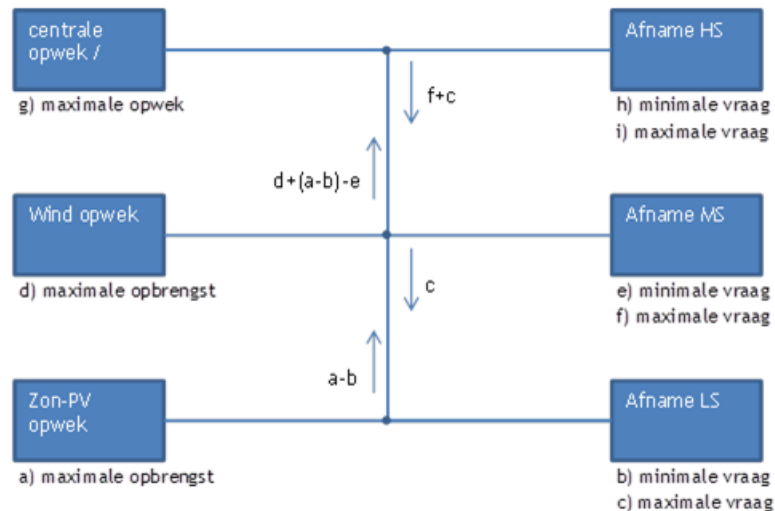 centrale
opwek /
Afname HS
g) maximale opwek
f+c
h) minimale vraag
i) maximale vraag
d+(a-b)-e
Wind opwek
Afname MS
d) maximale opbrengst
c
e) minimale vraag
f) maximale vraag
a-b
Zon-PV
opwek
Afname LS
a) maximale opbrengst
b) minimale vraag
c) maximale vraag